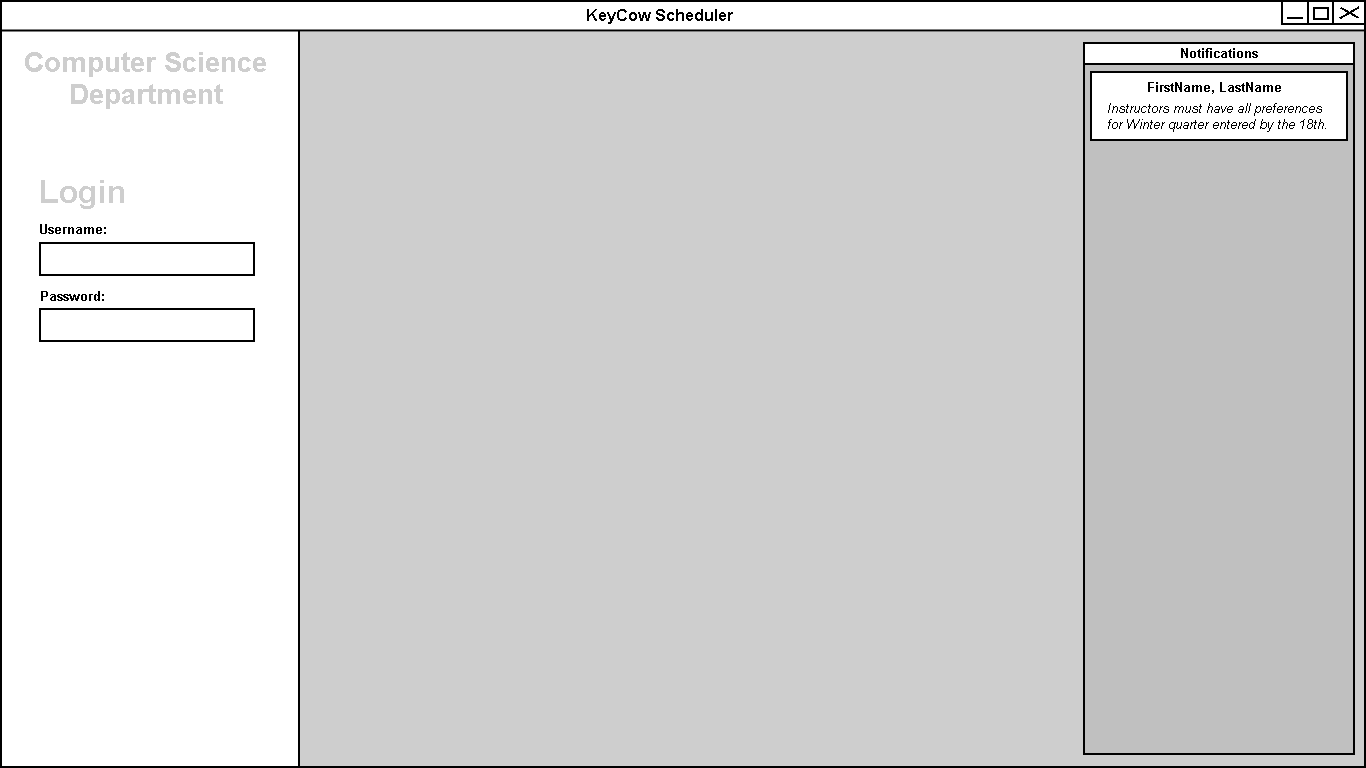 KeyCow Scheduler
Computer Science
Department
Login
Username:
Password:
Notifications
FirstName, LastName
Instructors must have all preferences
for Winter quarter entered by the 18th.